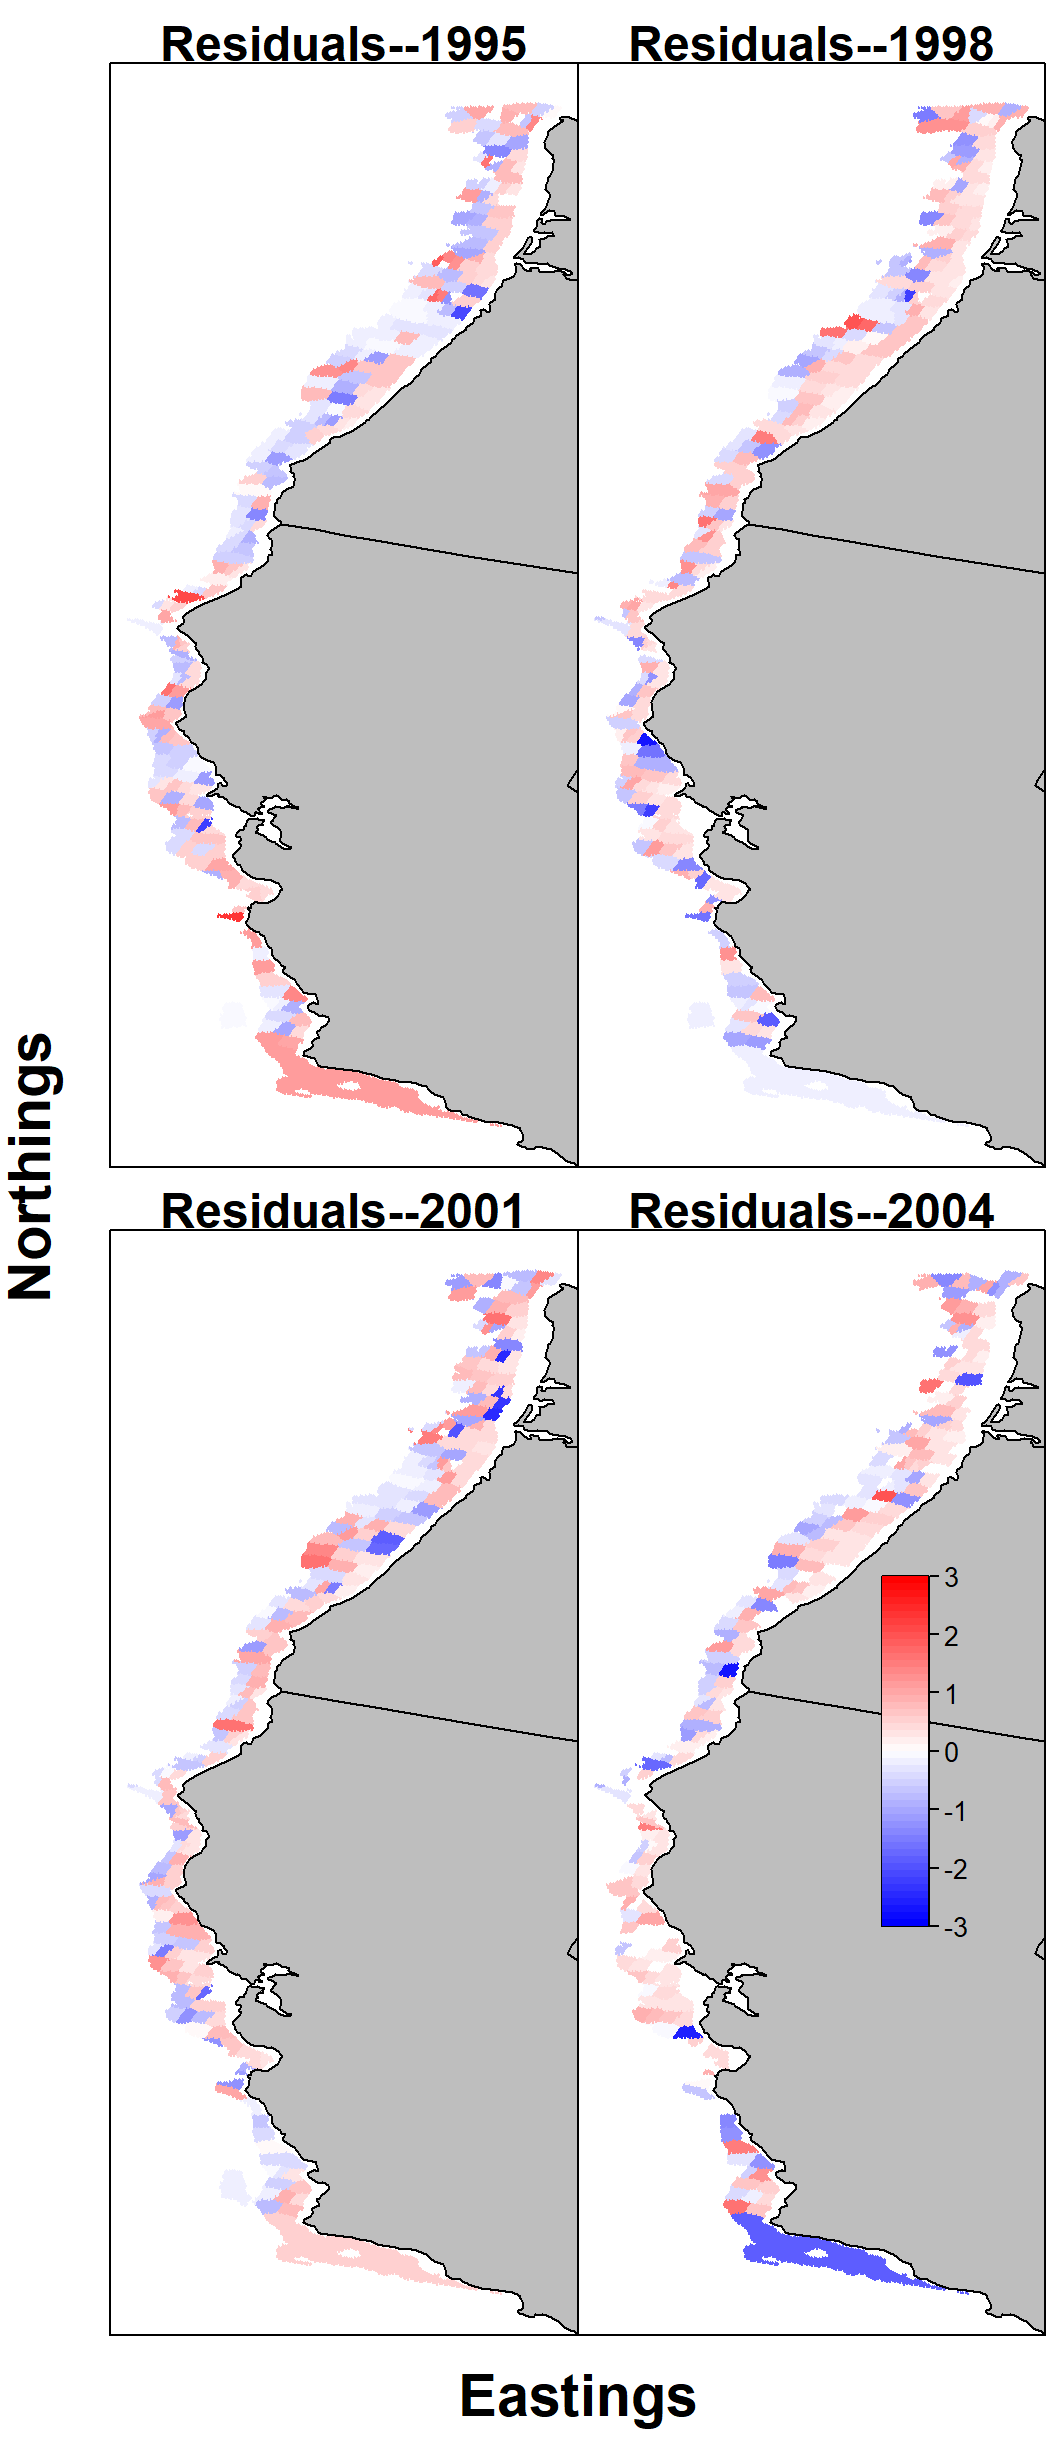 Residuals--1995
Residuals--1998
Northings
Residuals--2001
Residuals--2004
3
2
1
0
-1
-2
-3
Eastings